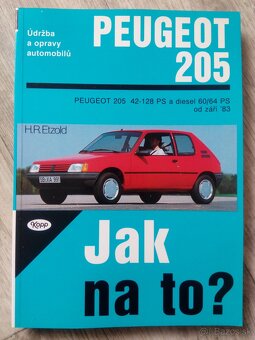 Údržba
a opravy
automobilů
PEUGEOT
205
PEUGEOT 205 42-128 PS a diesel 60/64 PS
od září '83
H.R.Etzold
Kopp
Jak
na to?